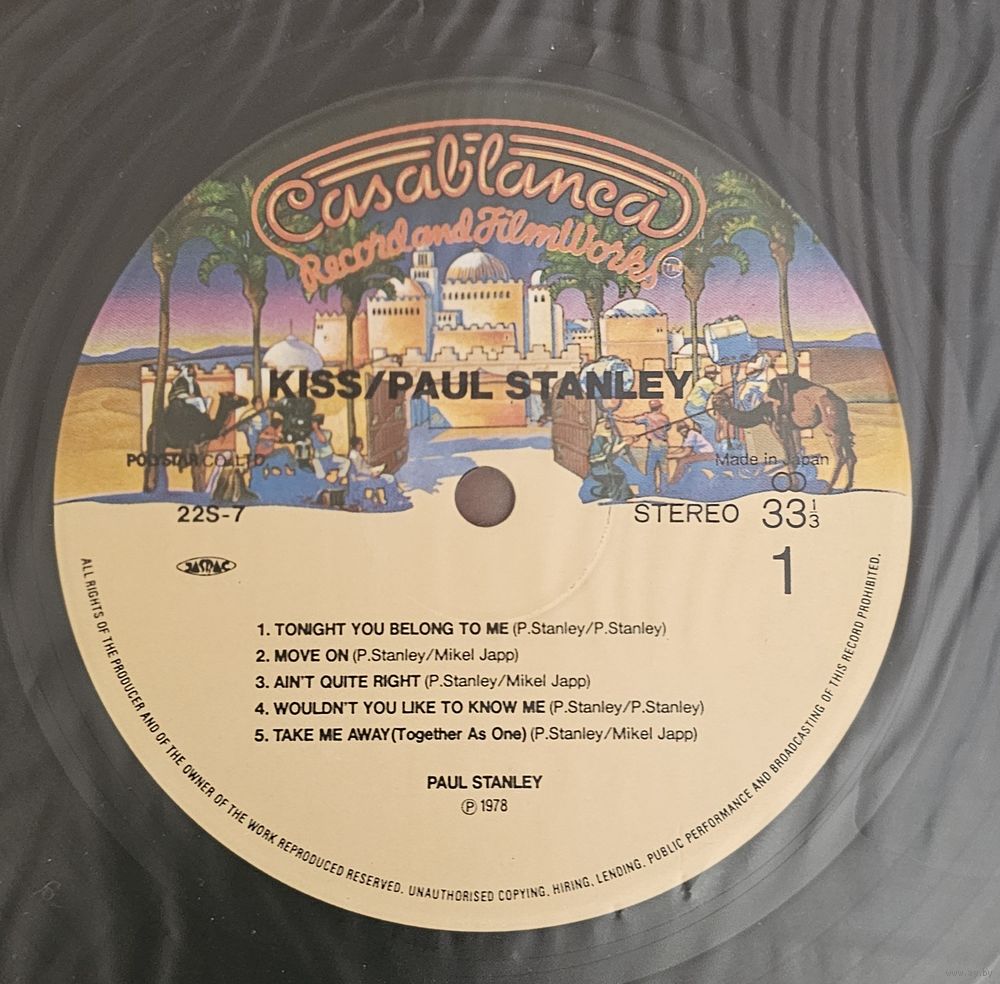 Casablanca
Record and FilmWorks TM
KISS/PAUL STANLEY
POLYSTAR CO., LTD.
Made in Japan
22S-7
STEREO 33⅓
JASRAC
1
1. TONIGHT YOU BELONG TO ME (P.Stanley/P.Stanley)
2. MOVE ON (P.Stanley/Mikel Japp)
3. AIN'T QUITE RIGHT (P.Stanley/Mikel Japp)
4. WOULDN'T YOU LIKE TO KNOW ME (P.Stanley/P.Stanley)
5. TAKE ME AWAY(Together As One) (P.Stanley/Mikel Japp)
PAUL STANLEY
Ⓟ 1978
ALL RIGHTS OF THE PRODUCER AND OF THE OWNER OF THE WORK REPRODUCED RESERVED. UNAUTHORISED COPYING, HIRING, LENDING, PUBLIC PERFORMANCE AND BROADCASTING OF THIS RECORD PROHIBITED.
www.ay.by